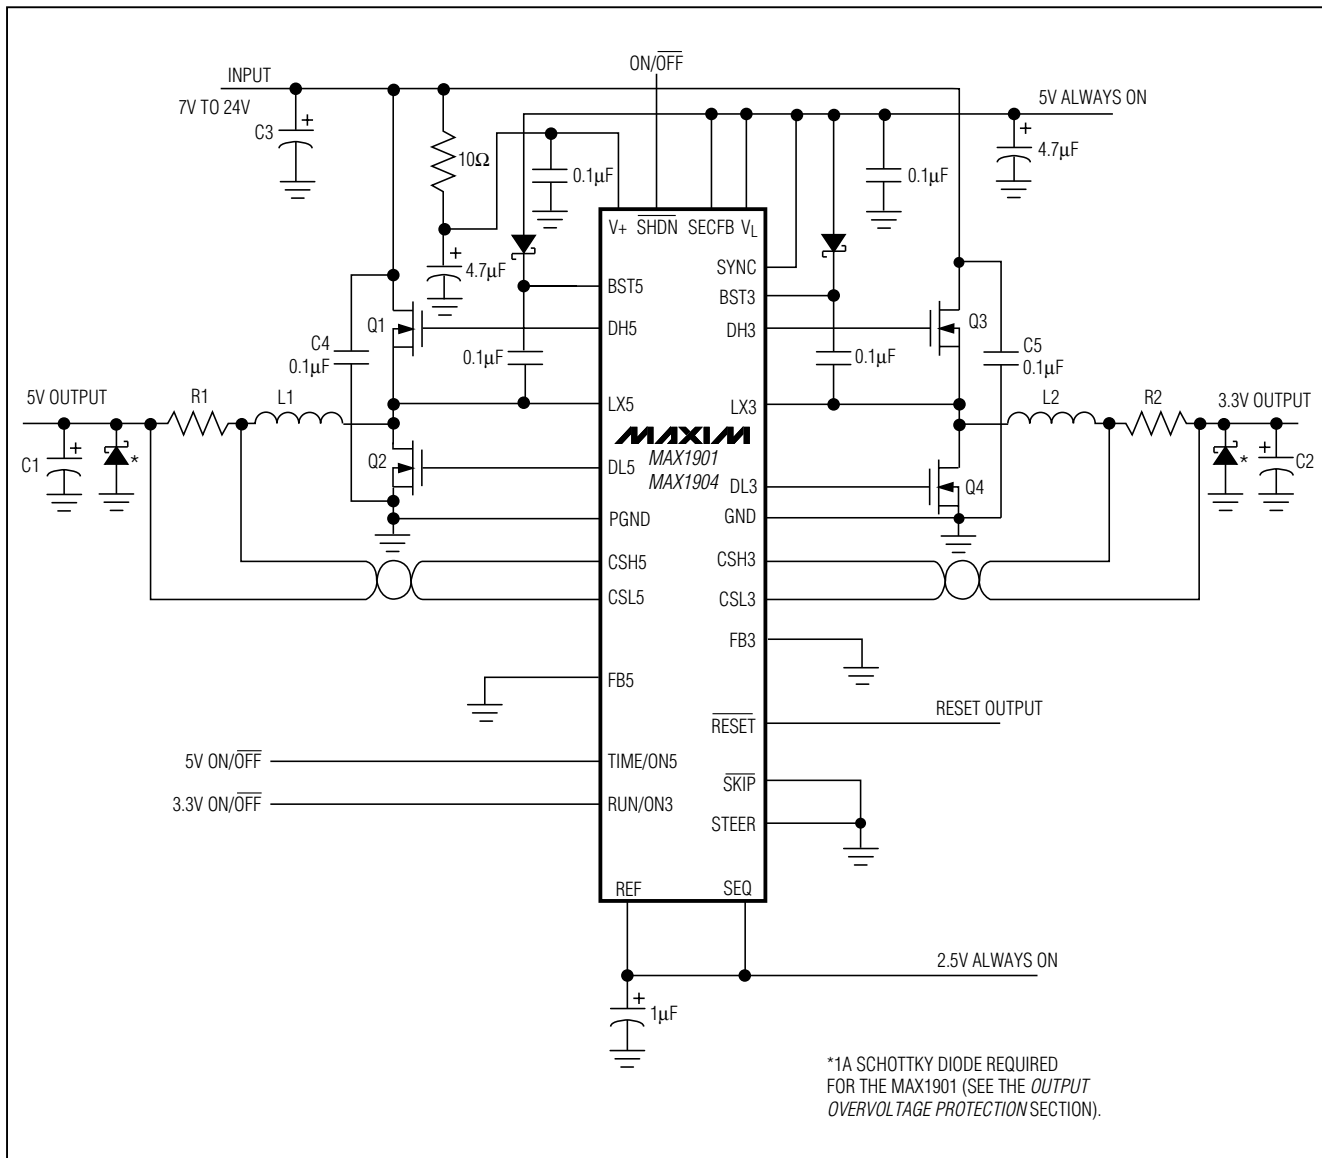 ON/OFF
INPUT
7V TO 24V
5V ALWAYS ON
C3
+
10Ω
0.1µF
0.1µF
+
4.7µF
+
4.7µF
V+
SHDN
SECFB
VL
SYNC
BST5
BST3
Q1
DH5
DH3
Q3
C4
0.1µF
0.1µF
0.1µF
C5
0.1µF
5V OUTPUT
R1
L1
LX5
LX3
L2
R2
3.3V OUTPUT
MAXIM
MAX1901
MAX1904
C1
+
*
Q2
DL5
DL3
Q4
*
+
C2
PGND
GND
CSH5
CSH3
CSL5
CSL3
FB3
FB5
RESET
RESET OUTPUT
5V ON/OFF
TIME/ON5
SKIP
3.3V ON/OFF
RUN/ON3
STEER
REF
SEQ
2.5V ALWAYS ON
+
1µF
*1A SCHOTTKY DIODE REQUIRED
FOR THE MAX1901 (SEE THE OUTPUT
OVERVOLTAGE PROTECTION SECTION).